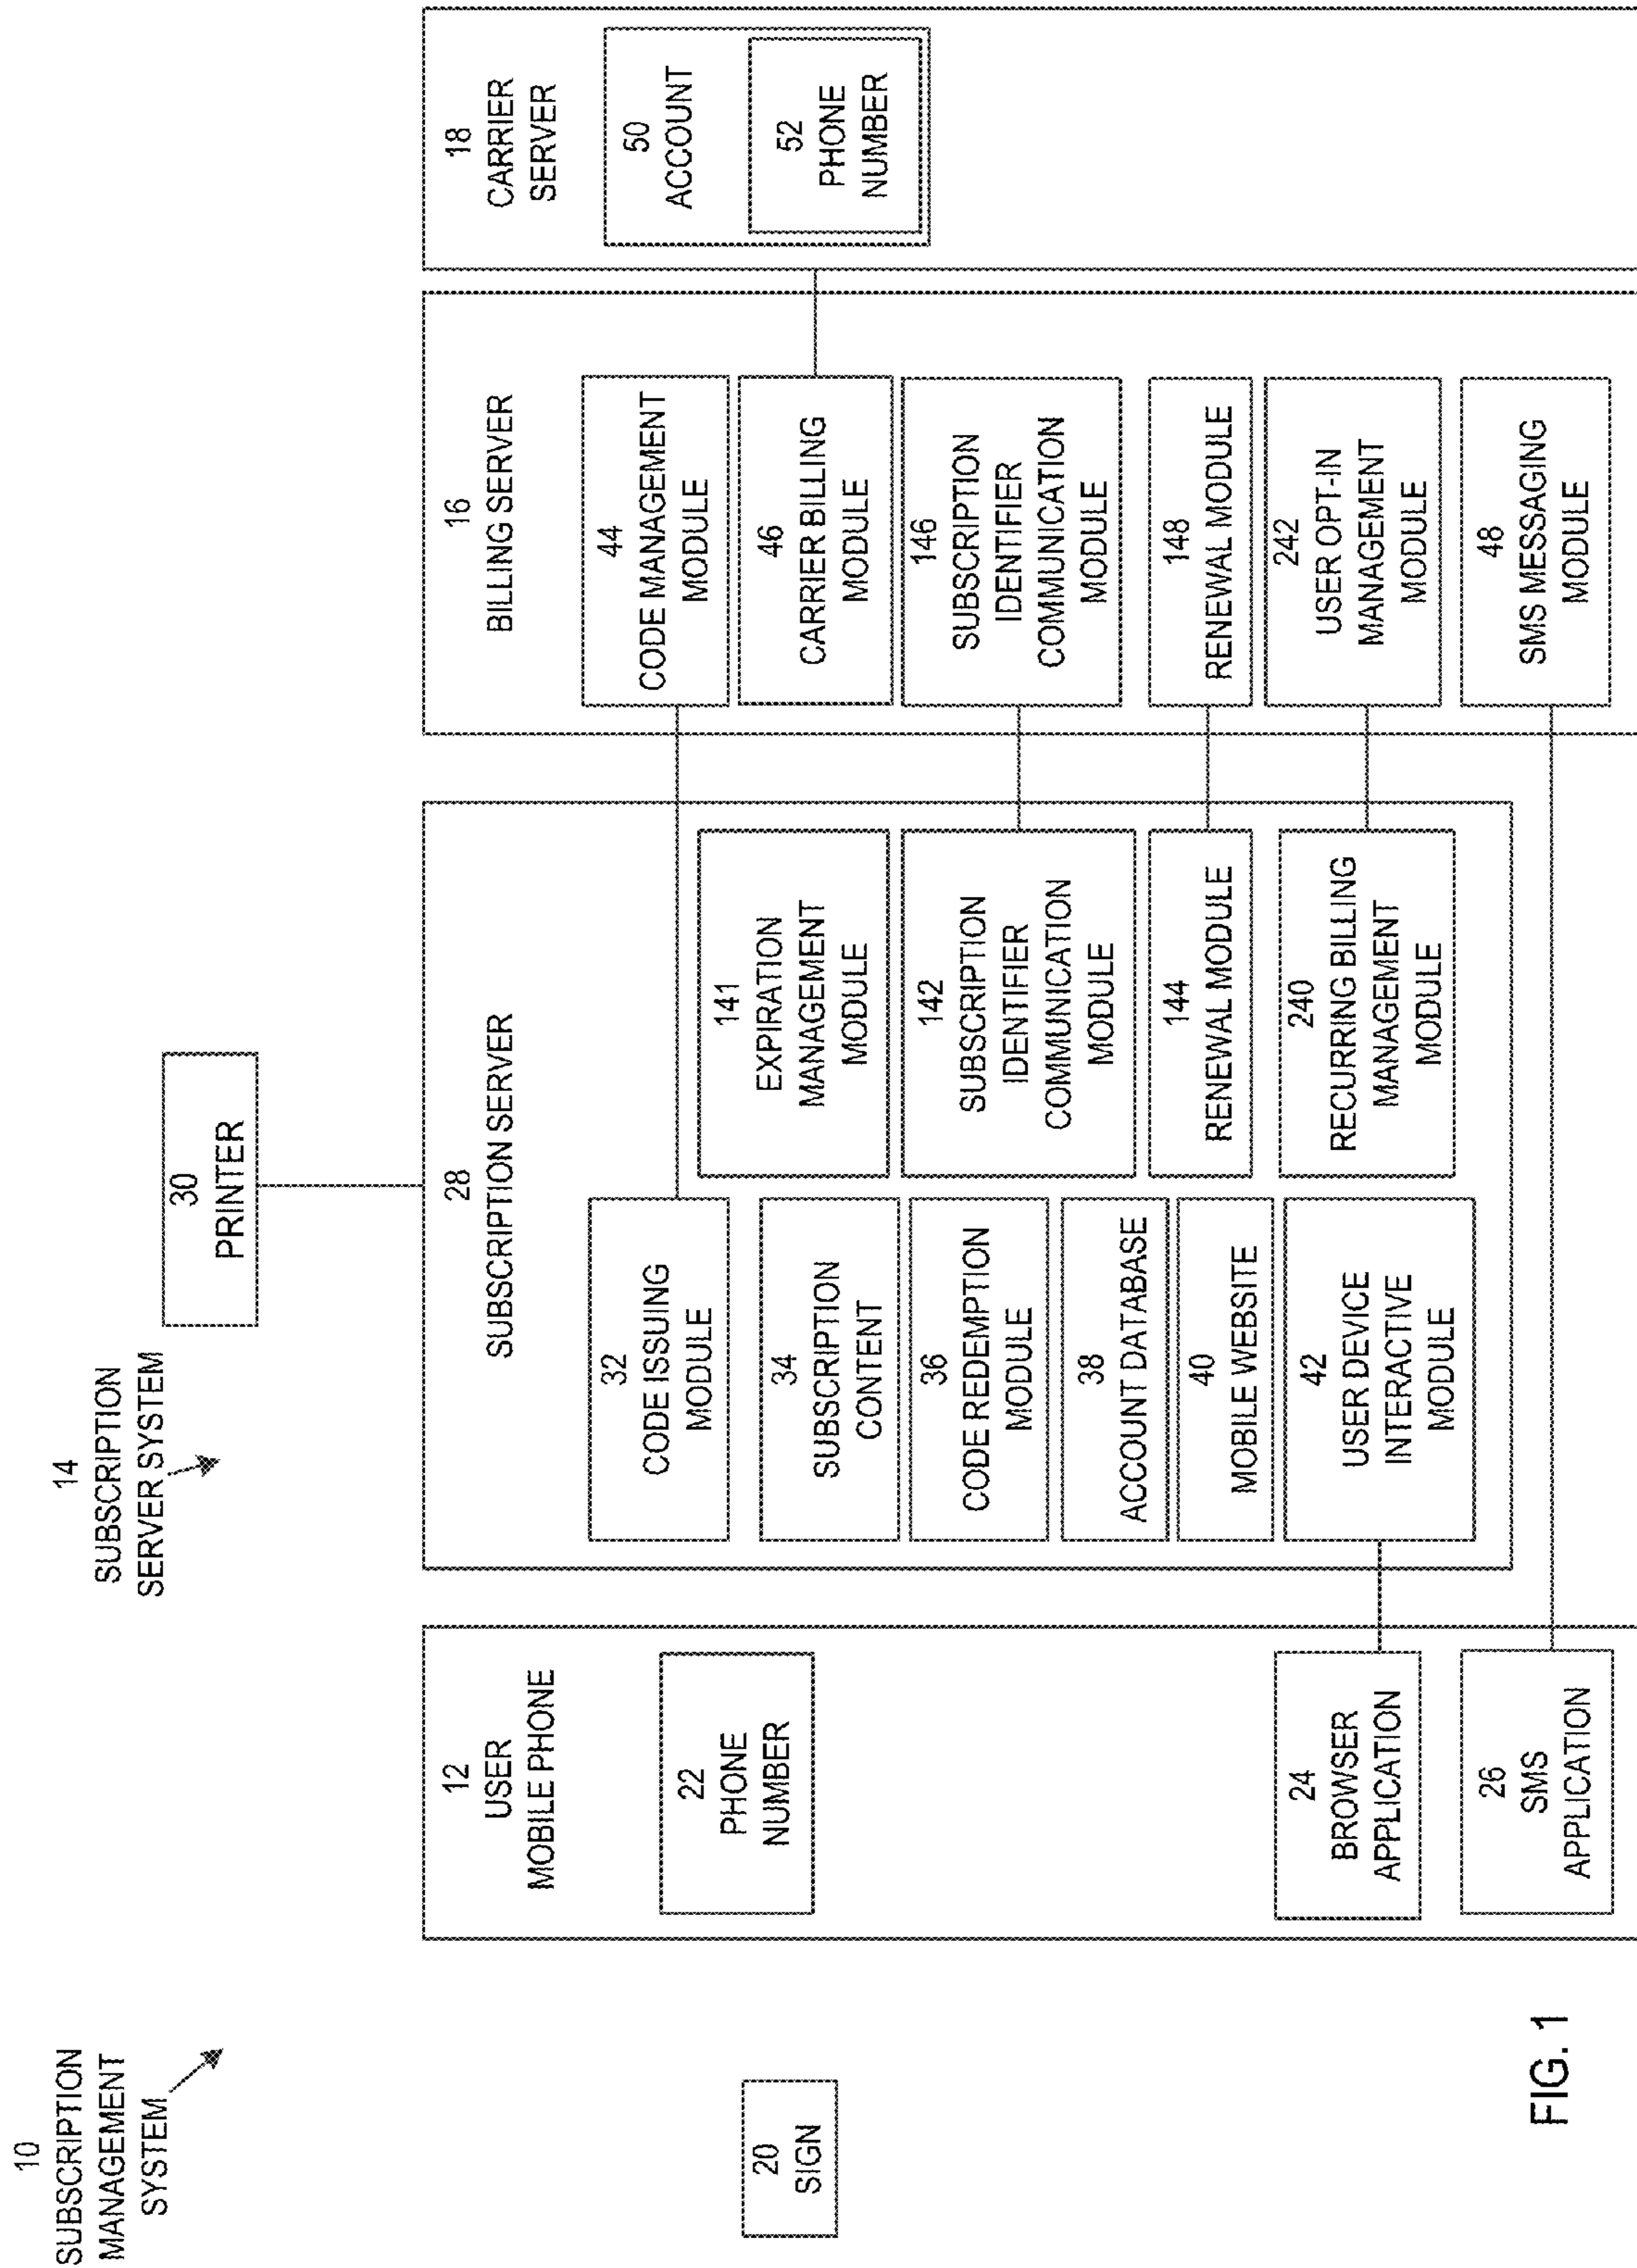 10
SUBSCRIPTION
MANAGEMENT
SYSTEM
14
SUBSCRIPTION
SERVER SYSTEM
30
PRINTER
20
SIGN
12
USER
MOBILE PHONE
22
PHONE
NUMBER
24
BROWSER
APPLICATION
26
SMS
APPLICATION
28
SUBSCRIPTION SERVER
32
CODE ISSUING
MODULE
34
SUBSCRIPTION
CONTENT
36
CODE REDEMPTION
MODULE
38
ACCOUNT DATABASE
40
MOBILE WEBSITE
42
USER DEVICE
INTERACTIVE
MODULE
141
EXPIRATION
MANAGEMENT
MODULE
142
SUBSCRIPTION
IDENTIFIER
COMMUNICATION
MODULE
144
RENEWAL MODULE
240
RECURRING BILLING
MANAGEMENT
MODULE
16
BILLING SERVER
44
CODE MANAGEMENT
MODULE
46
CARRIER BILLING
MODULE
146
SUBSCRIPTION
IDENTIFIER
COMMUNICATION
MODULE
148
RENEWAL MODULE
242
USER OPT-IN
MANAGEMENT
MODULE
48
SMS MESSAGING
MODULE
18
CARRIER
SERVER
50
ACCOUNT
52
PHONE
NUMBER
FIG. 1